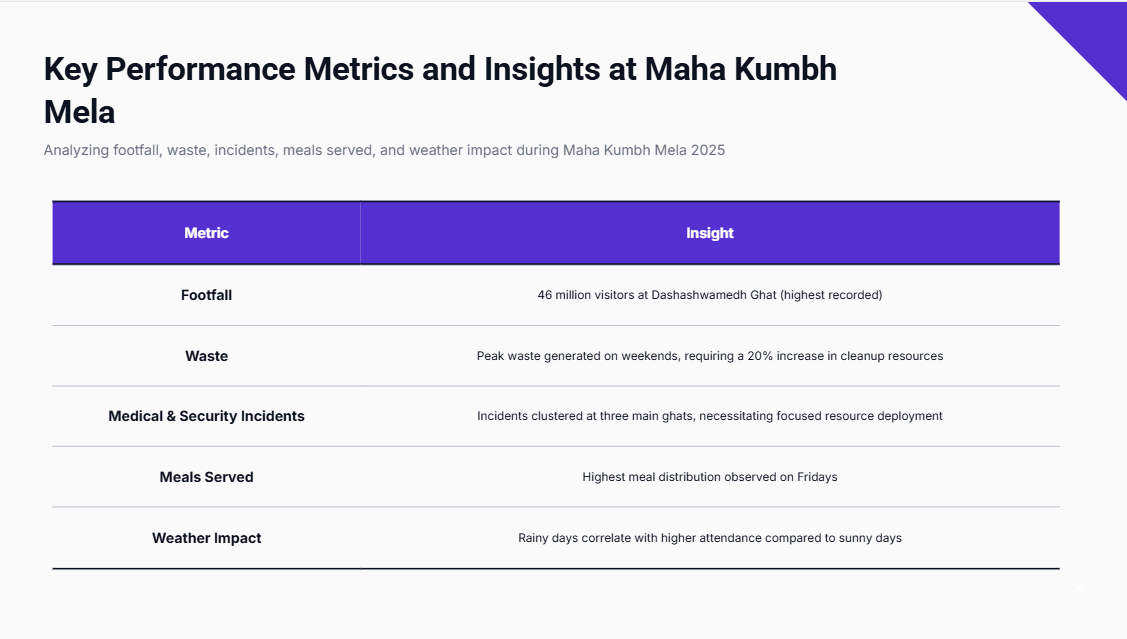 Key Performance Metrics and Insights at Maha Kumbh
Mela
Analyzing footfall, waste, incidents, meals served, and weather impact during Maha Kumbh Mela 2025
Metric Insight
Footfall 46 million visitors at Dashashwamedh Ghat (highest recorded)
Waste Peak waste generated on weekends, requiring a 20% increase in cleanup resources
Medical & Security Incidents Incidents clustered at three main ghats, necessitating focused resource deployment
Meals Served Highest meal distribution observed on Fridays
Weather Impact Rainy days correlate with higher attendance compared to sunny days